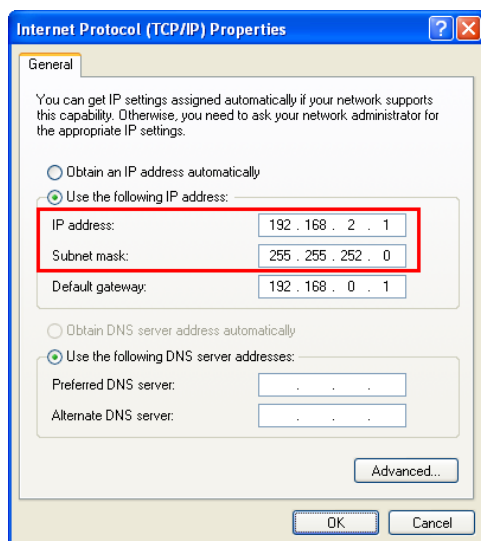 Internet Protocol (TCP/IP) Properties
General
You can get IP settings assigned automatically if your network supports
this capability. Otherwise, you need to ask your network administrator for
the appropriate IP settings.
Obtain an IP address automatically
Use the following IP address:
IP address: 192 . 168 . 2 . 1
Subnet mask: 255 . 255 . 252 . 0
Default gateway: 192 . 168 . 0 . 1
Obtain DNS server address automatically
Use the following DNS server addresses:
Preferred DNS server: . . .
Alternate DNS server: . . .
Advanced...
OK Cancel